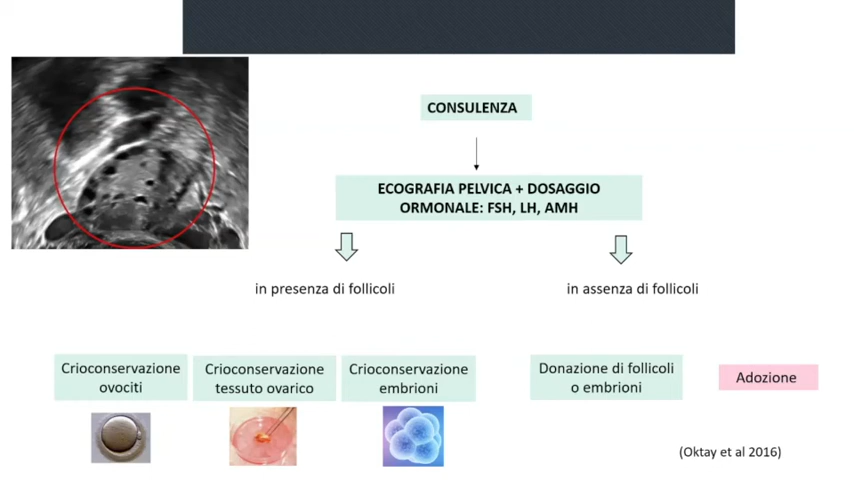 CONSULENZA
ECOGRAFIA PELVICA + DOSAGGIO
ORMONALE: FSH, LH, AMH
in presenza di follicoli
in assenza di follicoli
Crioconservazione
ovociti
Crioconservazione
tessuto ovarico
Crioconservazione
embrioni
Donazione di follicoli
o embrioni
Adozione
(Oktay et al 2016)